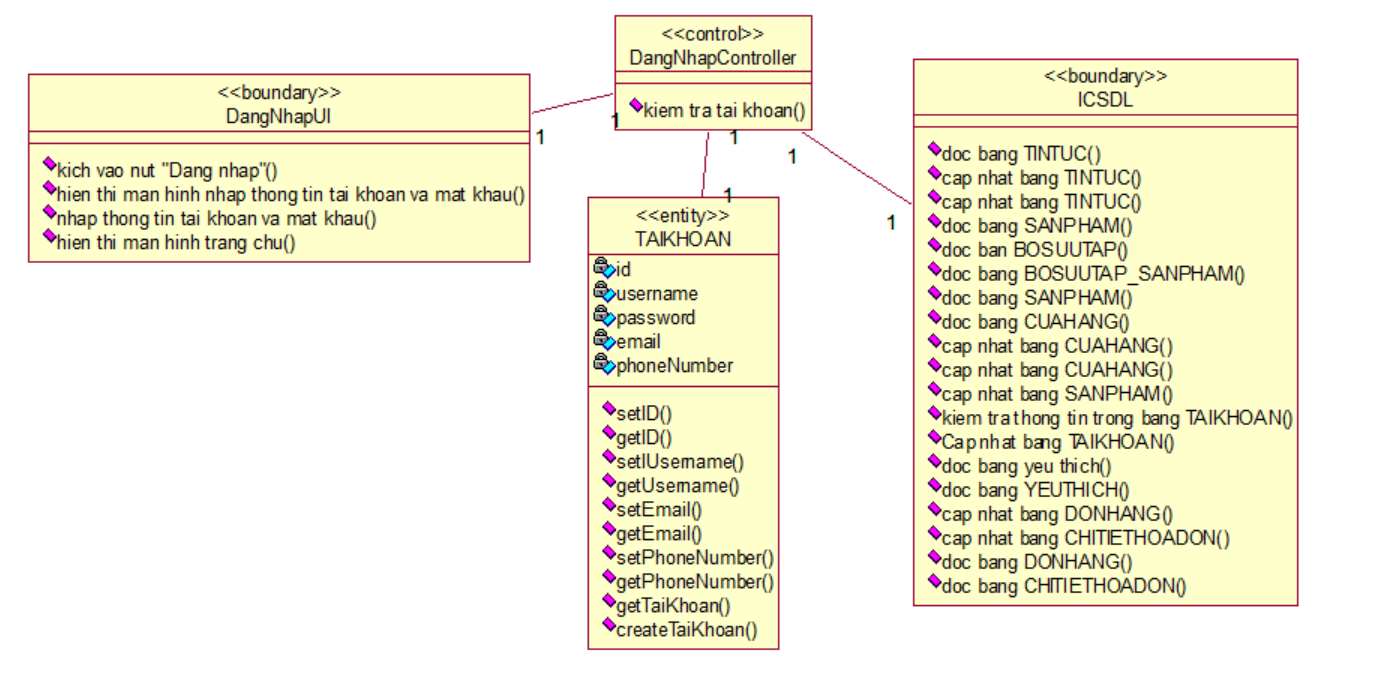 <<control>>
DangNhapController
kiem tra tai khoan()
<<boundary>>
DangNhapUI
kich vao nut "Dang nhap"()
hien thi man hinh nhap thong tin tai khoan va mat khau()
nhap thong tin tai khoan va mat khau()
hien thi man hinh trang chu()
1
1
1
1
1
1
<<entity>>
TAIKHOAN
id
username
password
email
phoneNumber
setID()
getID()
setIUsername()
getUsername()
setEmail()
getEmail()
setPhoneNumber()
getPhoneNumber()
getTaiKhoan()
createTaiKhoan()
<<boundary>>
ICSDL
doc bang TINTUC()
cap nhat bang TINTUC()
cap nhat bang TINTUC()
doc bang SANPHAM()
doc ban BOSUUTAP()
doc bang BOSUUTAP_SANPHAM()
doc bang SANPHAM()
doc bang CUAHANG()
cap nhat bang CUAHANG()
cap nhat bang CUAHANG()
cap nhat bang SANPHAM()
kiem tra thong tin trong bang TAIKHOAN()
Cap nhat bang TAIKHOAN()
doc bang yeu thich()
doc bang YEUTHICH()
cap nhat bang DONHANG()
cap nhat bang CHITIETHOADON()
doc bang DONHANG()
doc bang CHITIETHOADON()